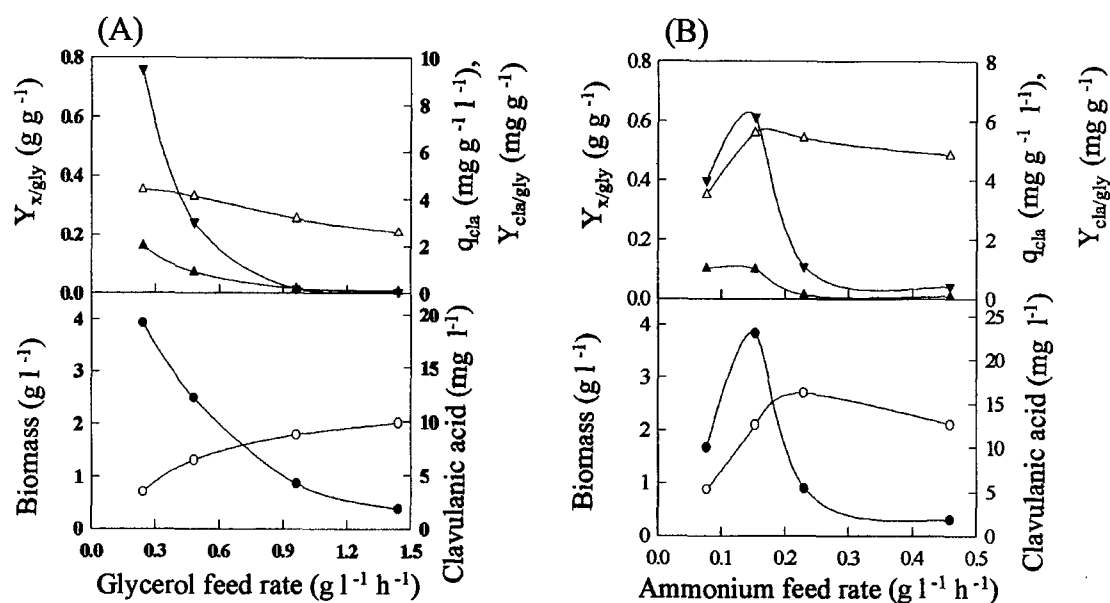 (A)
(B)
Y_x/gly (g g⁻¹)
0.8
0.6
0.4
0.2
0.0
10
8
6
4
2
0
q_cla (mg g⁻¹ l⁻¹),
Y_cla/gly (mg g⁻¹)
Biomass (g l⁻¹)
4
3
2
1
0
20
15
10
5
0
Clavulanic acid (mg l⁻¹)
0.0 0.3 0.6 0.9 1.2 1.5
Glycerol feed rate (g l⁻¹ h⁻¹)
Y_x/gly (g g⁻¹)
0.8
0.6
0.4
0.2
0.0
8
6
4
2
0
q_cla (mg g⁻¹ l⁻¹),
Y_cla/gly (mg g⁻¹)
Biomass (g l⁻¹)
4
3
2
1
0
25
20
15
10
5
0
Clavulanic acid (mg l⁻¹)
0.0 0.1 0.2 0.3 0.4 0.5
Ammonium feed rate (g l⁻¹ h⁻¹)